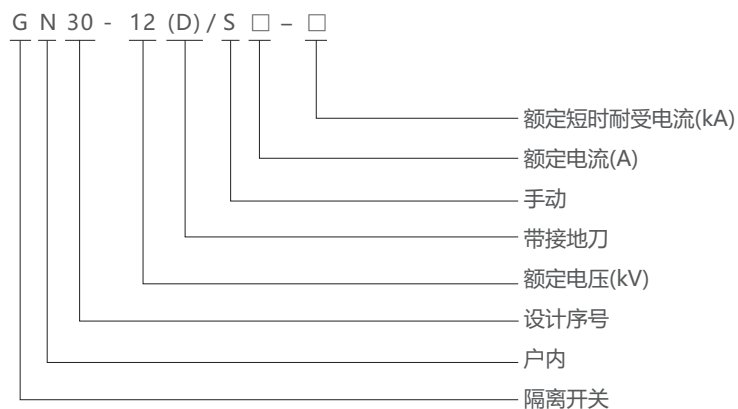 GN30-12(D)/S□–□
额定短时耐受电流(kA)
额定电流(A)
手动
带接地刀
额定电压(kV)
设计序号
户内
隔离开关